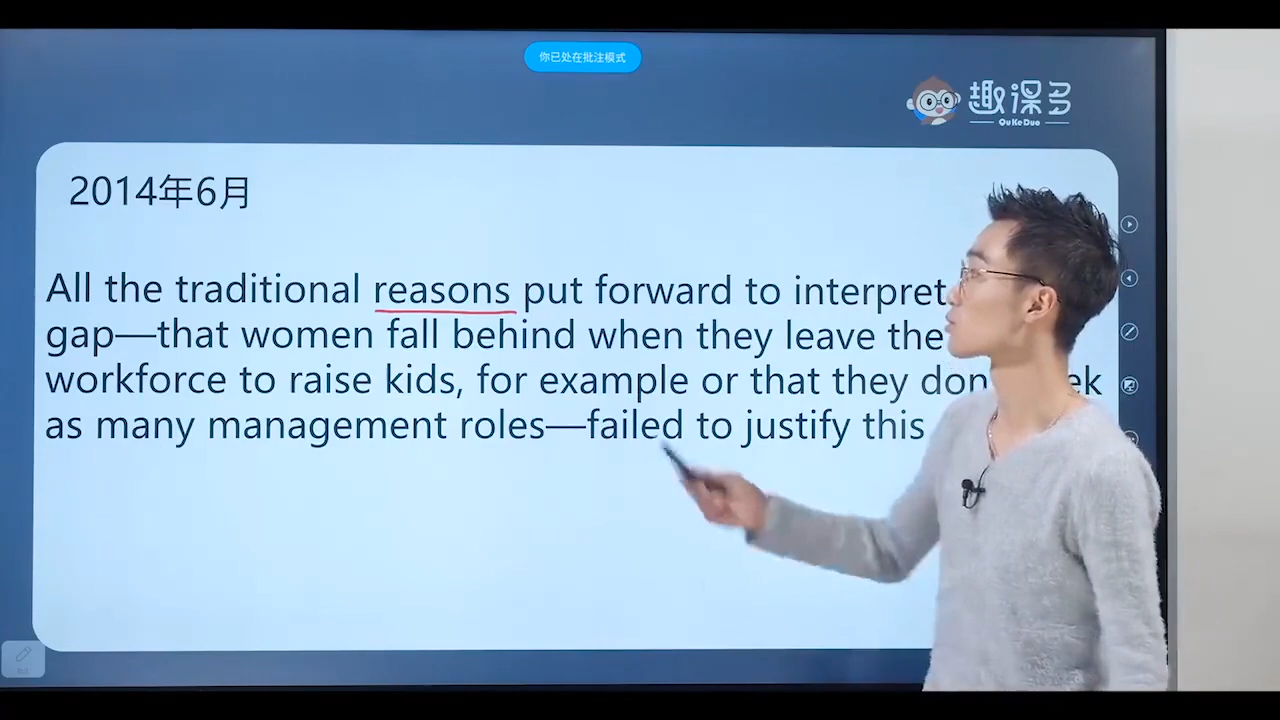 你已处在批注模式
趣课多
QuKeDuo
2014年6月
All the traditional reasons put forward to interpret
gap—that women fall behind when they leave the
workforce to raise kids, for example or that they don
as many management roles—failed to justify this